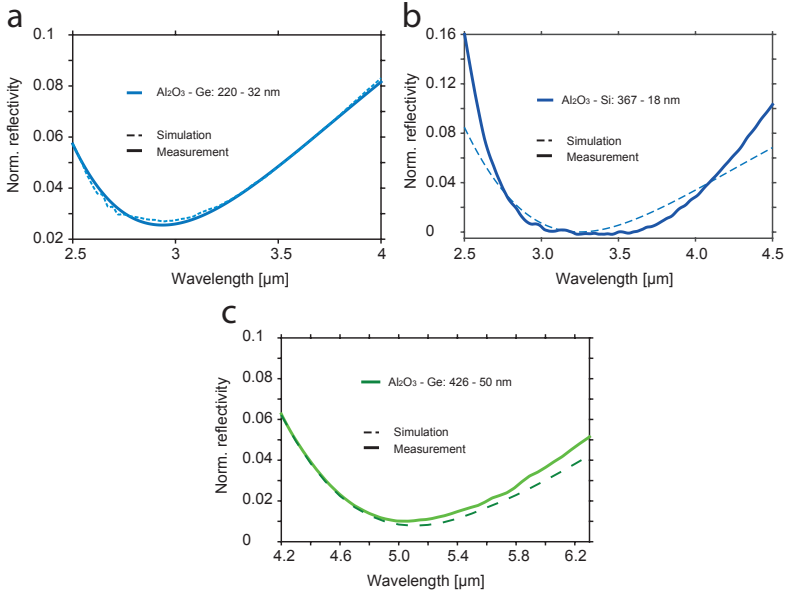 a
0.1
0.08
0.06
0.04
0.02
Norm. reflectivity
Al₂O₃ - Ge: 220 - 32 nm
Simulation
Measurement
2.5 3 3.5 4
Wavelength [µm]
b
0.16
0.12
0.08
0.04
0
Norm. reflectivity
Al₂O₃ - Si: 367 - 18 nm
Simulation
Measurement
2.5 3.0 3.5 4.0 4.5
Wavelength [µm]
c
0.1
0.08
0.06
0.04
0.02
0
Norm. reflectivity
Al₂O₃ - Ge: 426 - 50 nm
Simulation
Measurement
4.2 4.6 5.0 5.4 5.8 6.2
Wavelength [µm]